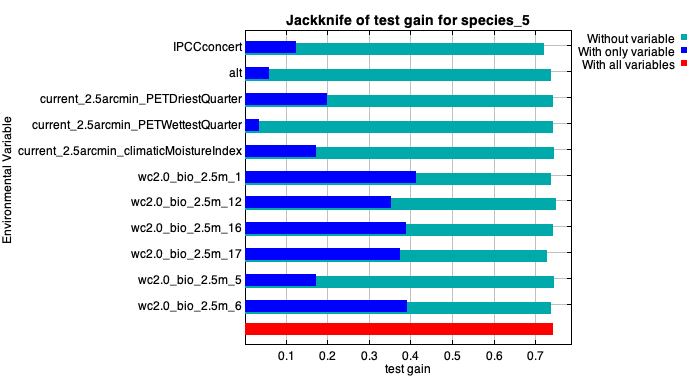 Jackknife of test gain for species_5
Without variable
With only variable
With all variables
Environmental Variable
IPCCconcert
alt
current_2.5arcmin_PETDriestQuarter
current_2.5arcmin_PETWettestQuarter
current_2.5arcmin_climaticMoistureIndex
wc2.0_bio_2.5m_1
wc2.0_bio_2.5m_12
wc2.0_bio_2.5m_16
wc2.0_bio_2.5m_17
wc2.0_bio_2.5m_5
wc2.0_bio_2.5m_6
0.1 0.2 0.3 0.4 0.5 0.6 0.7
test gain